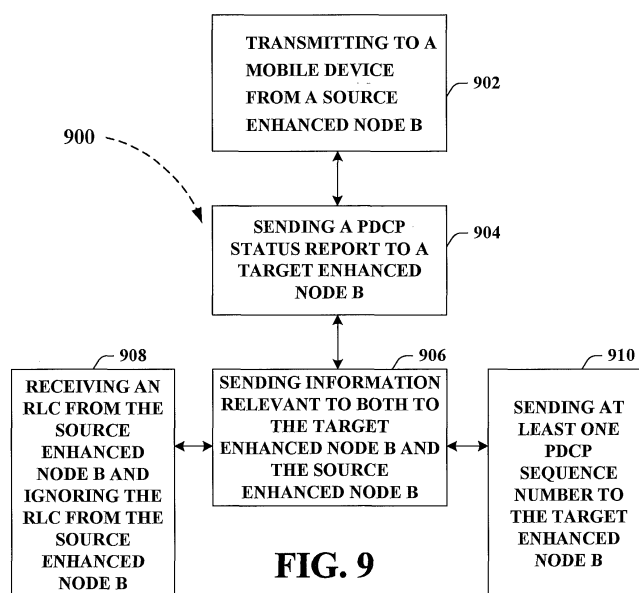 TRANSMITTING TO A
MOBILE DEVICE
FROM A SOURCE
ENHANCED NODE B
902
900
SENDING A PDCP
STATUS REPORT TO A
TARGET ENHANCED
NODE B
904
908
RECEIVING AN
RLC FROM THE
SOURCE
ENHANCED
NODE B AND
IGNORING THE
RLC FROM THE
SOURCE
ENHANCED
NODE B
906
SENDING INFORMATION
RELEVANT TO BOTH TO
THE TARGET
ENHANCED NODE B AND
THE SOURCE
ENHANCED NODE B
910
SENDING AT
LEAST ONE
PDCP
SEQUENCE
NUMBER TO
THE TARGET
ENHANCED
NODE B
FIG. 9